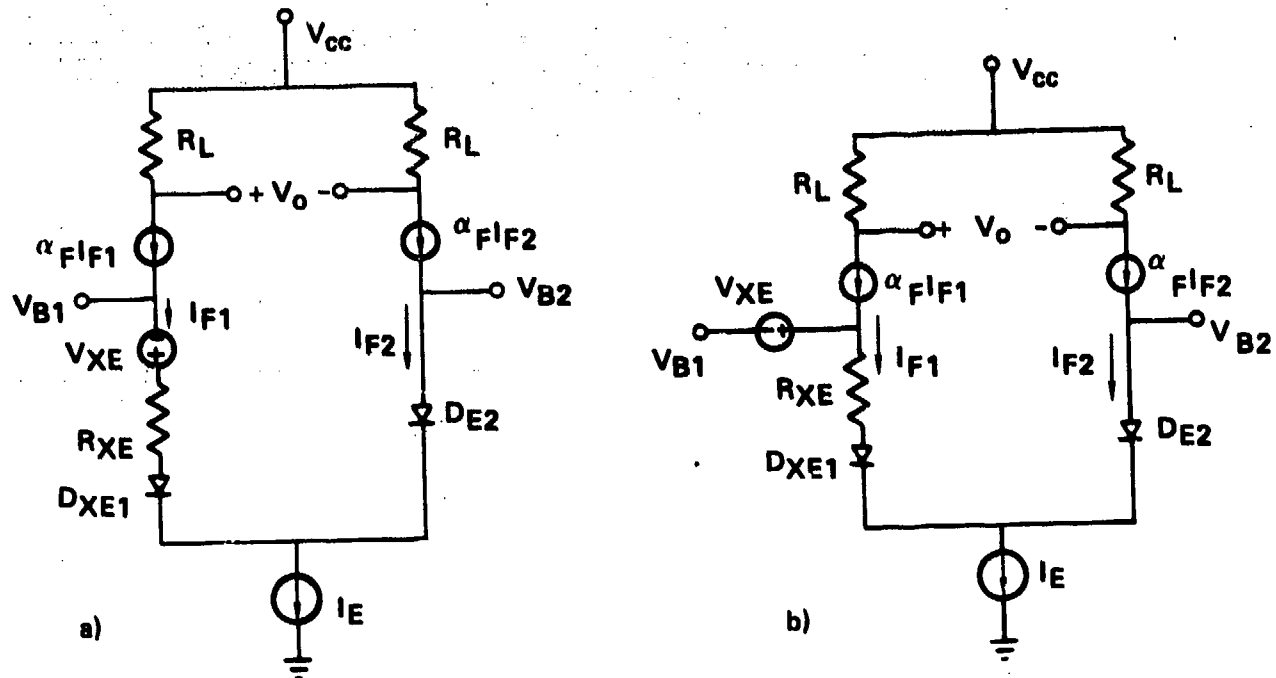 VCC
RL
RL
+ VO -
αFIF1
αFIF2
VB1
IF1
VB2
VXE
IF2
RXE
DE2
DXE1
IE
a)
VCC
RL
RL
+ VO -
VXE
αFIF1
αFIF2
- +
VB1
IF1
IF2
VB2
RXE
DXE1
DE2
IE
b)